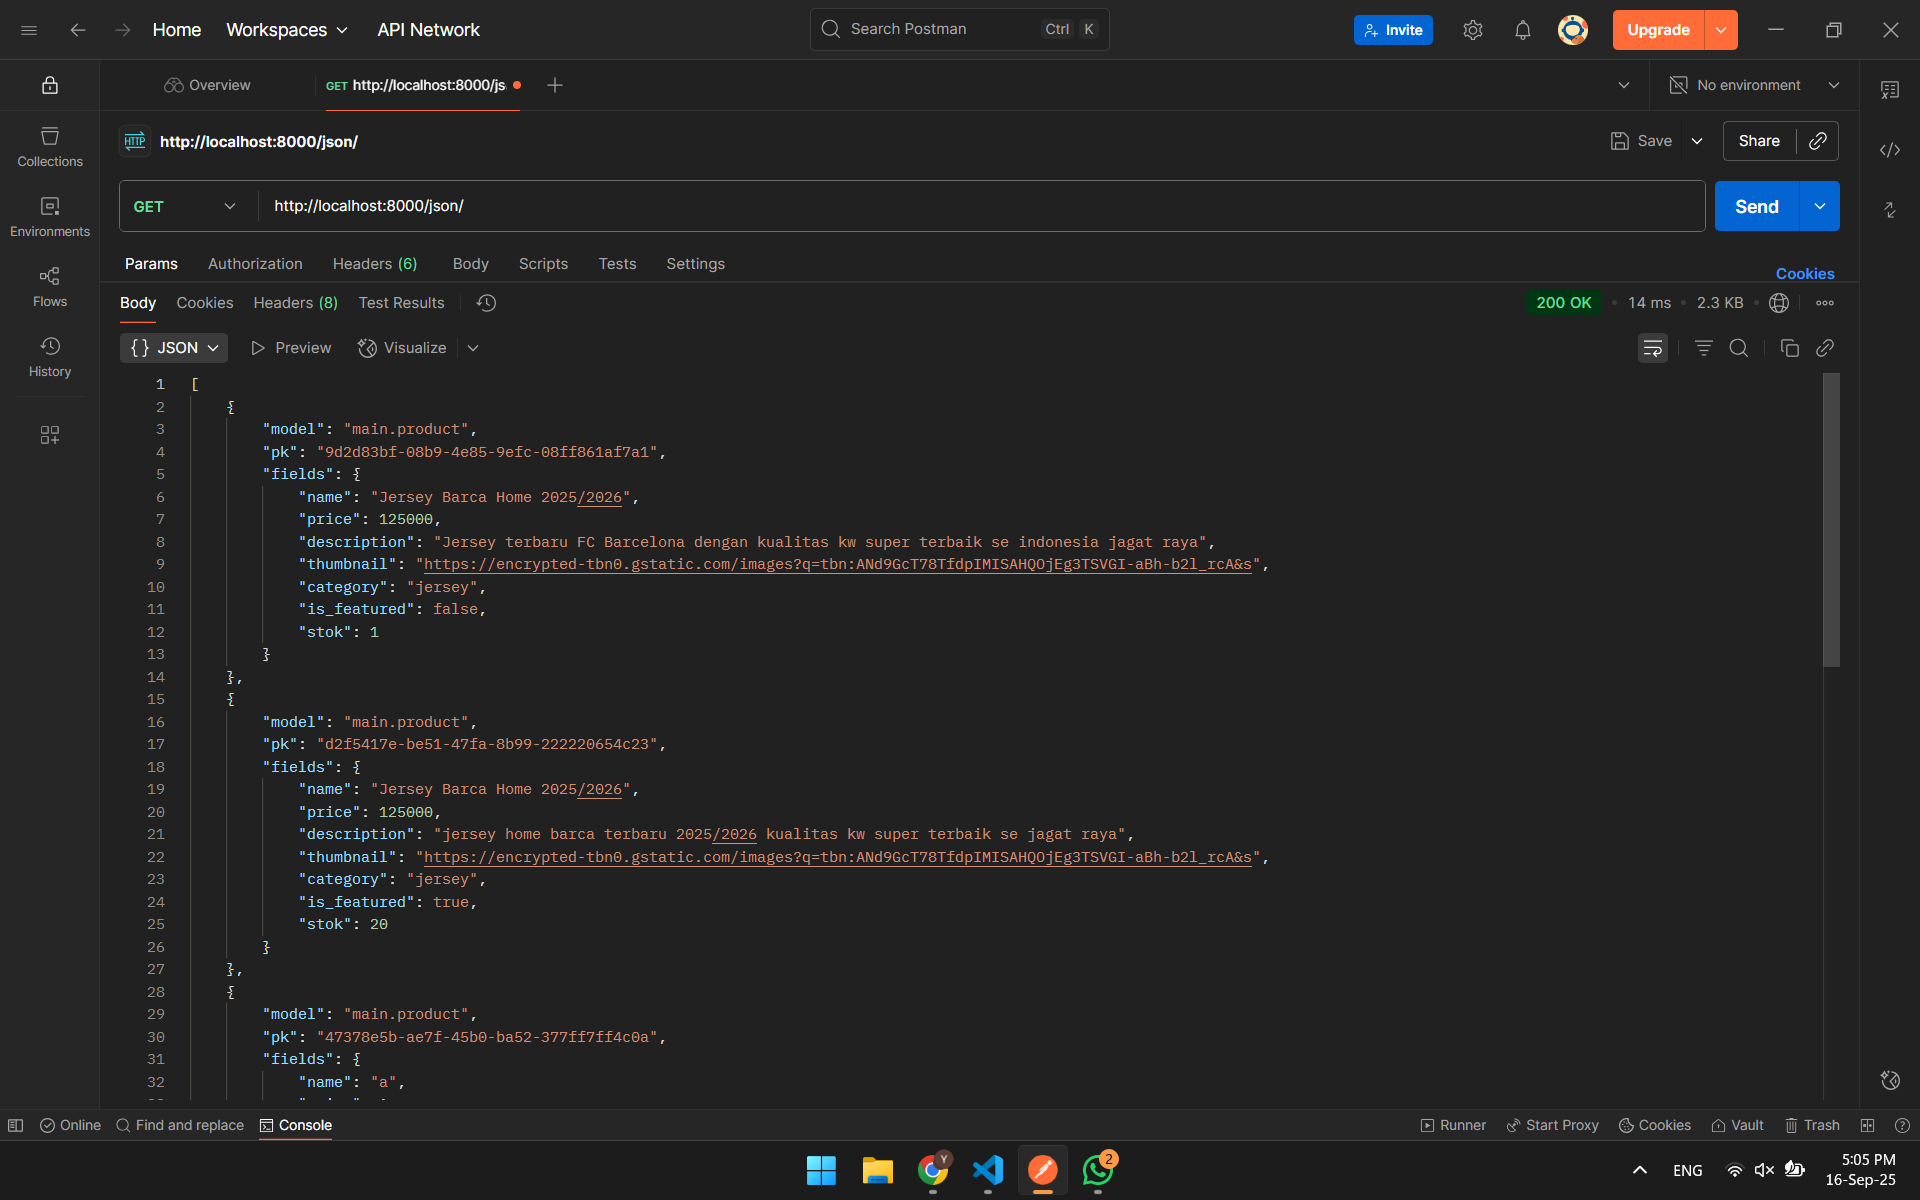 Home Workspaces API Network Search Postman Ctrl K Invite Upgrade
Overview GET http://localhost:8000/js No environment
HTTP http://localhost:8000/json/ Save Share
GET http://localhost:8000/json/ Send
Params Authorization Headers (6) Body Scripts Tests Settings Cookies
Body Cookies Headers (8) Test Results 200 OK 14 ms 2.3 KB
{} JSON Preview Visualize
Collections
Environments
Flows
History
1 [
2 {
3 "model": "main.product",
4 "pk": "9d2d83bf-08b9-4e85-9efc-08ff861af7a1",
5 "fields": {
6 "name": "Jersey Barca Home 2025/2026",
7 "price": 125000,
8 "description": "Jersey terbaru FC Barcelona dengan kualitas kw super terbaik se indonesia jagat raya",
9 "thumbnail": "https://encrypted-tbn0.gstatic.com/images?q=tbn:ANd9GcT78TfdpIMISAHQOjEg3TSVGI-aBh-b2l_rcA&s",
10 "category": "jersey",
11 "is_featured": false,
12 "stok": 1
13 }
14 },
15 {
16 "model": "main.product",
17 "pk": "d2f5417e-be51-47fa-8b99-222220654c23",
18 "fields": {
19 "name": "Jersey Barca Home 2025/2026",
20 "price": 125000,
21 "description": "jersey home barca terbaru 2025/2026 kualitas kw super terbaik se jagat raya",
22 "thumbnail": "https://encrypted-tbn0.gstatic.com/images?q=tbn:ANd9GcT78TfdpIMISAHQOjEg3TSVGI-aBh-b2l_rcA&s",
23 "category": "jersey",
24 "is_featured": true,
25 "stok": 20
26 }
27 },
28 {
29 "model": "main.product",
30 "pk": "47378e5b-ae7f-45b0-ba52-377ff7ff4c0a",
31 "fields": {
32 "name": "a",
Online Find and replace Console Runner Start Proxy Cookies Vault Trash
Y 2 ENG 5:05 PM
16-Sep-25